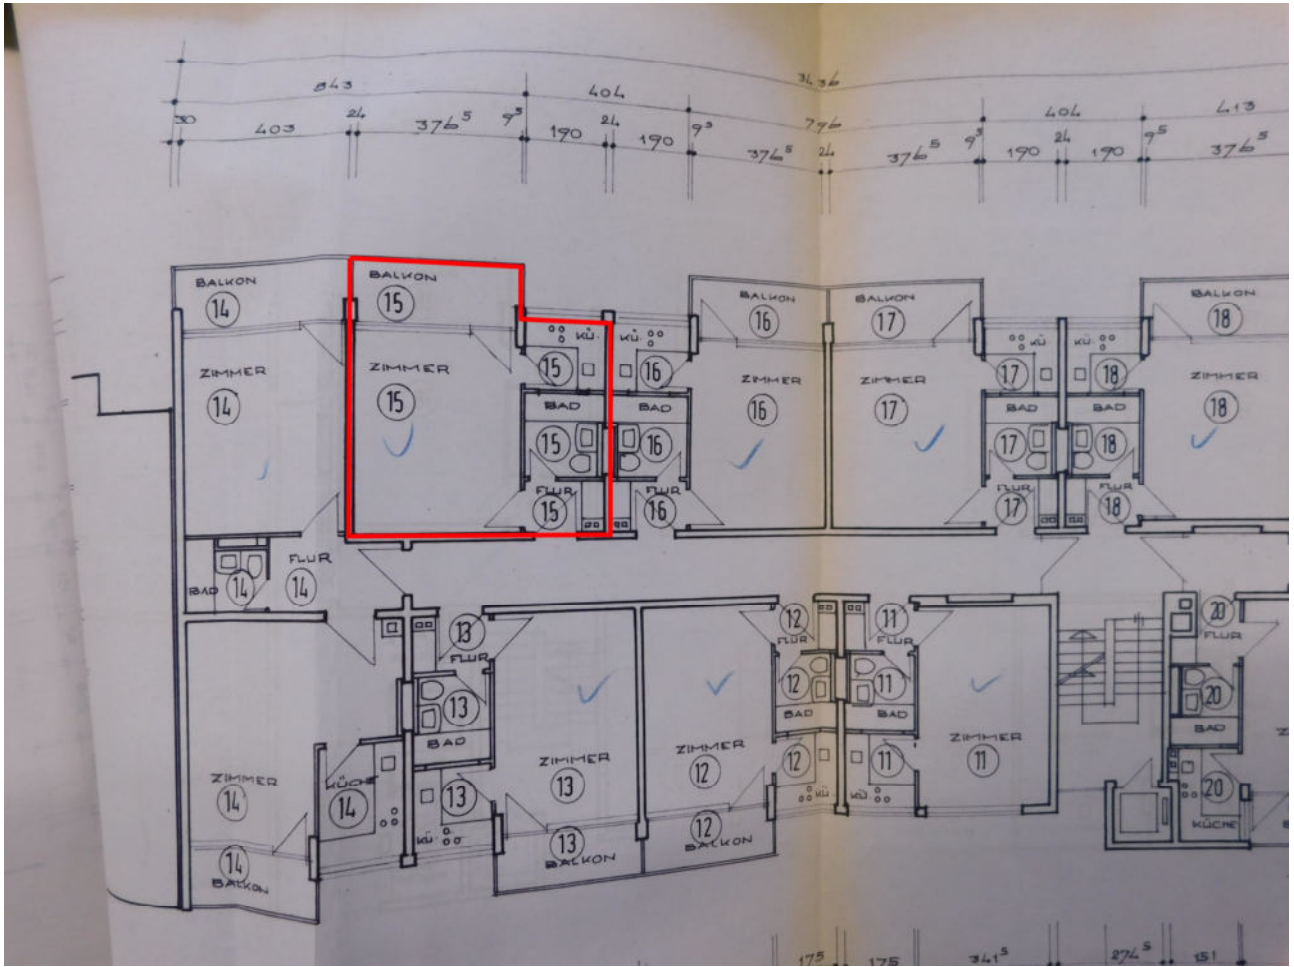 3436
843 404 404 413
30 403 24 376⁵ 9⁵ 190 24 190 9⁵ 376⁵ 796 24 376⁵ 9⁵ 190 24 190 9⁵ 376⁵
BALKON 14
BALKON 15
BALKON 16
BALKON 17
BALKON 18
KÜ. 15
KÜ. 16
KÜ 17
KÜ. 18
ZIMMER 14
ZIMMER 15
ZIMMER 16
ZIMMER 17
ZIMMER 18
BAD 15
BAD 16
BAD 17
BAD 18
FLUR 15
FLUR 16
FLUR 17
FLUR 18
BAD 14
FLUR 14
13 FLUR
12 FLUR
11 FLUR
20 FLUR
13 BAD
12 BAD
11 BAD
20 BAD
ZIMMER 14
KÜCHE 14
ZIMMER 13
ZIMMER 12
ZIMMER 11
13 KÜ.
12 KÜ.
11 KÜ.
20 KÜCHE
14 BALKON
13 BALKON
12 BALKON
175 175 341⁵ 274⁵ 151